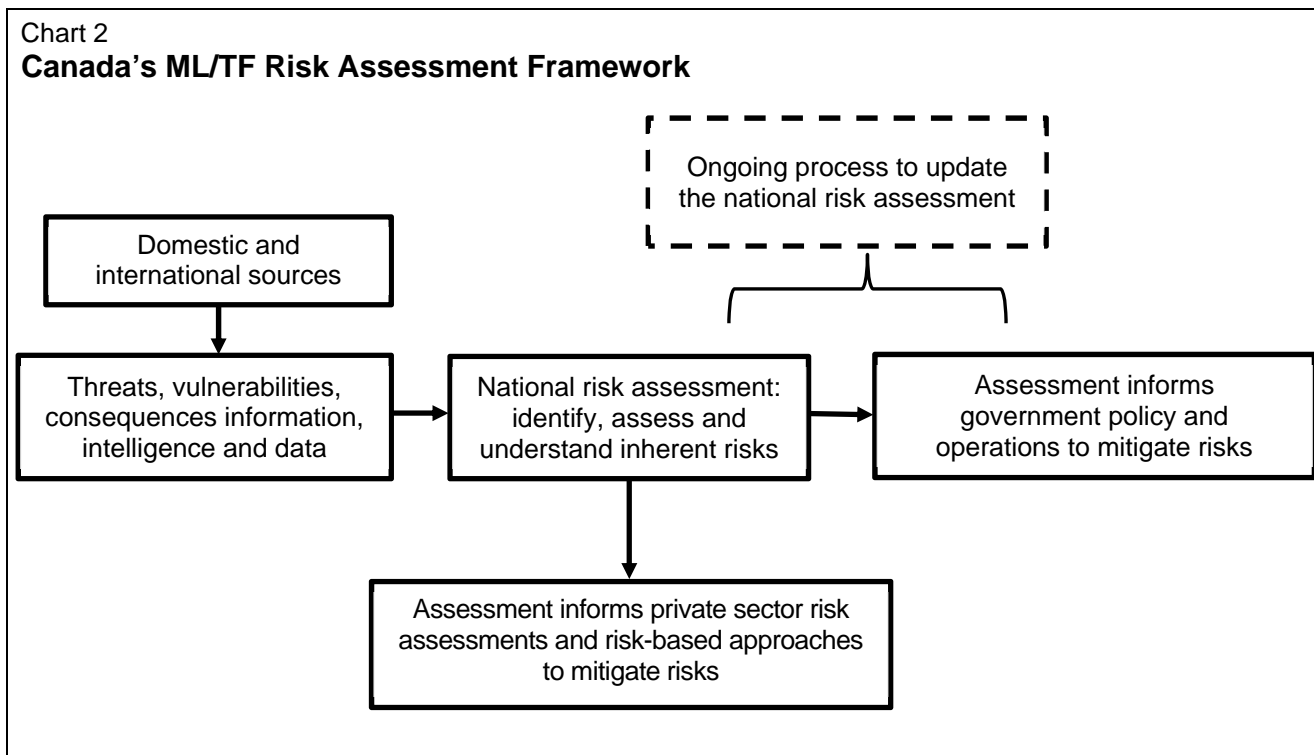 Chart 2
Canada’s ML/TF Risk Assessment Framework
Ongoing process to update
the national risk assessment
Domestic and
international sources
Threats, vulnerabilities,
consequences information,
intelligence and data
National risk assessment:
identify, assess and
understand inherent risks
Assessment informs
government policy and
operations to mitigate risks
Assessment informs private sector risk
assessments and risk-based approaches
to mitigate risks